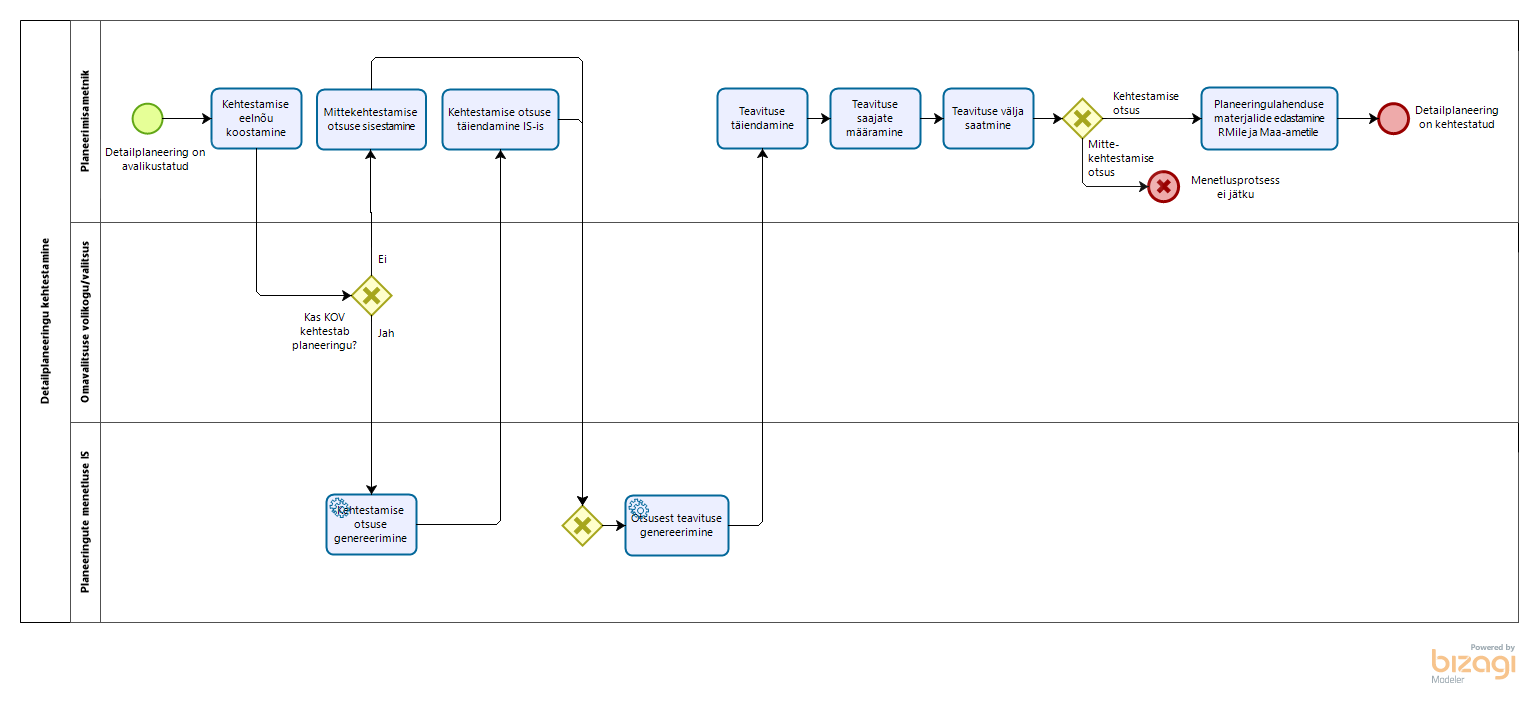 Detailplaneeringu kehtestamine
Planeerimisametnik
Detailplaneering on
avalikustatud
Kehtestamise
eelnõu
koostamine
Mittekehtestamise
otsuse sisestamine
Kehtestamise otsuse
täiendamine IS-is
Teavituse
täiendamine
Teavituse
saajate
määramine
Teavituse välja
saatmine
Kehtestamise
otsus
Mitte-
kehtestamise
otsus
Planeeringulahenduse
materjalide edastamine
RMile ja Maa-ametile
Detailplaneering
on kehtestatud
Menetlusprotsess
ei jätku
Omavalitsuse volikogu/valitsus
Ei
Kas KOV
kehtestab
planeeringu?
Jah
Planeeringute menetluse IS
Kehtestamise
otsuse
genereerimine
Otsusest teavituse
genereerimine
Powered by
bizagi
Modeler